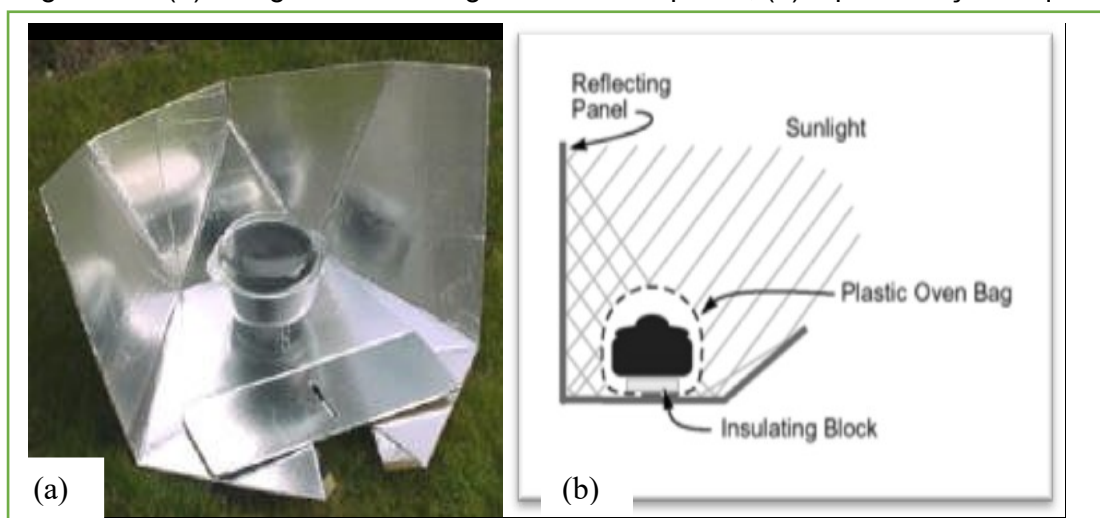 Reflecting
Panel
Sunlight
Plastic Oven Bag
Insulating Block
(a)
(b)